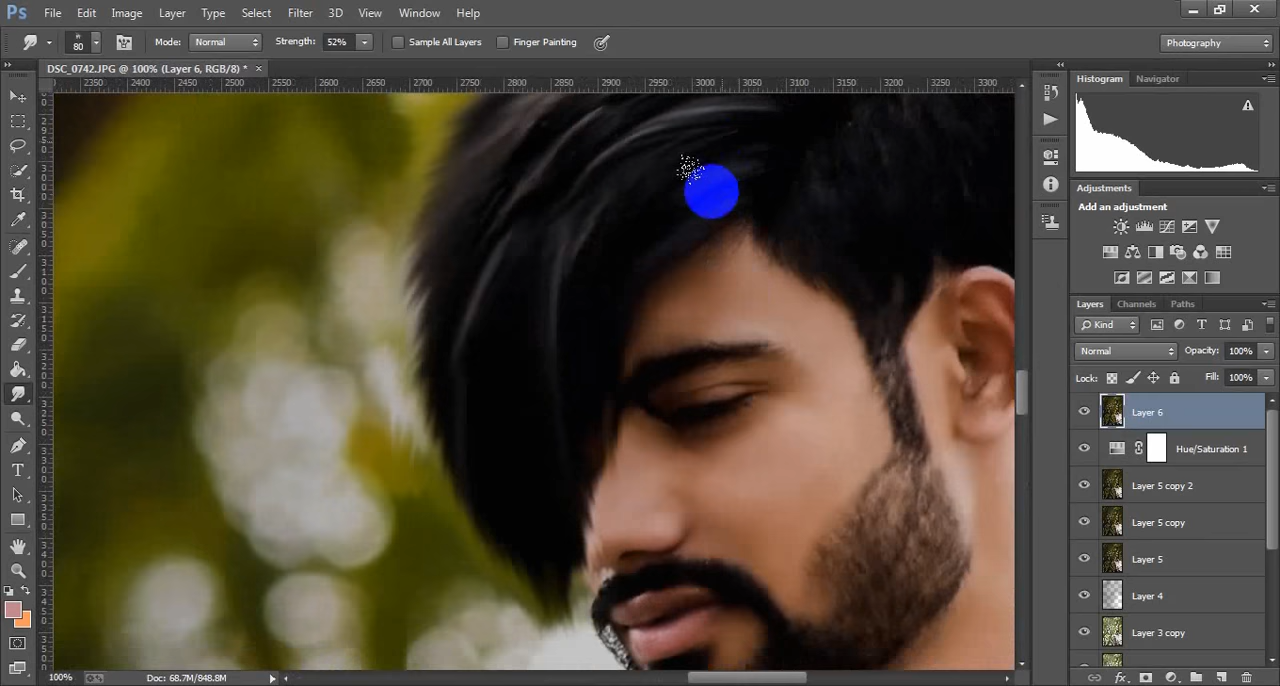 Ps File Edit Image Layer Type Select Filter 3D View Window Help
80 Mode: Normal Strength: 52% Sample All Layers Finger Painting Photography
DSC_0742.JPG @ 100% (Layer 6, RGB/8) * ×
2350 2400 2450 2500 2550 2600 2650 2700 2750 2800 2850 2900 2950 3000 3050 3100 3150 3200 3250 3300
Histogram Navigator
Adjustments
Add an adjustment
Layers Channels Paths
Kind
Normal Opacity: 100%
Lock: Fill: 100%
Layer 6
Hue/Saturation 1
Layer 5 copy 2
Layer 5 copy
Layer 5
Layer 4
Layer 3 copy
100% Doc: 68.7M/848.8M